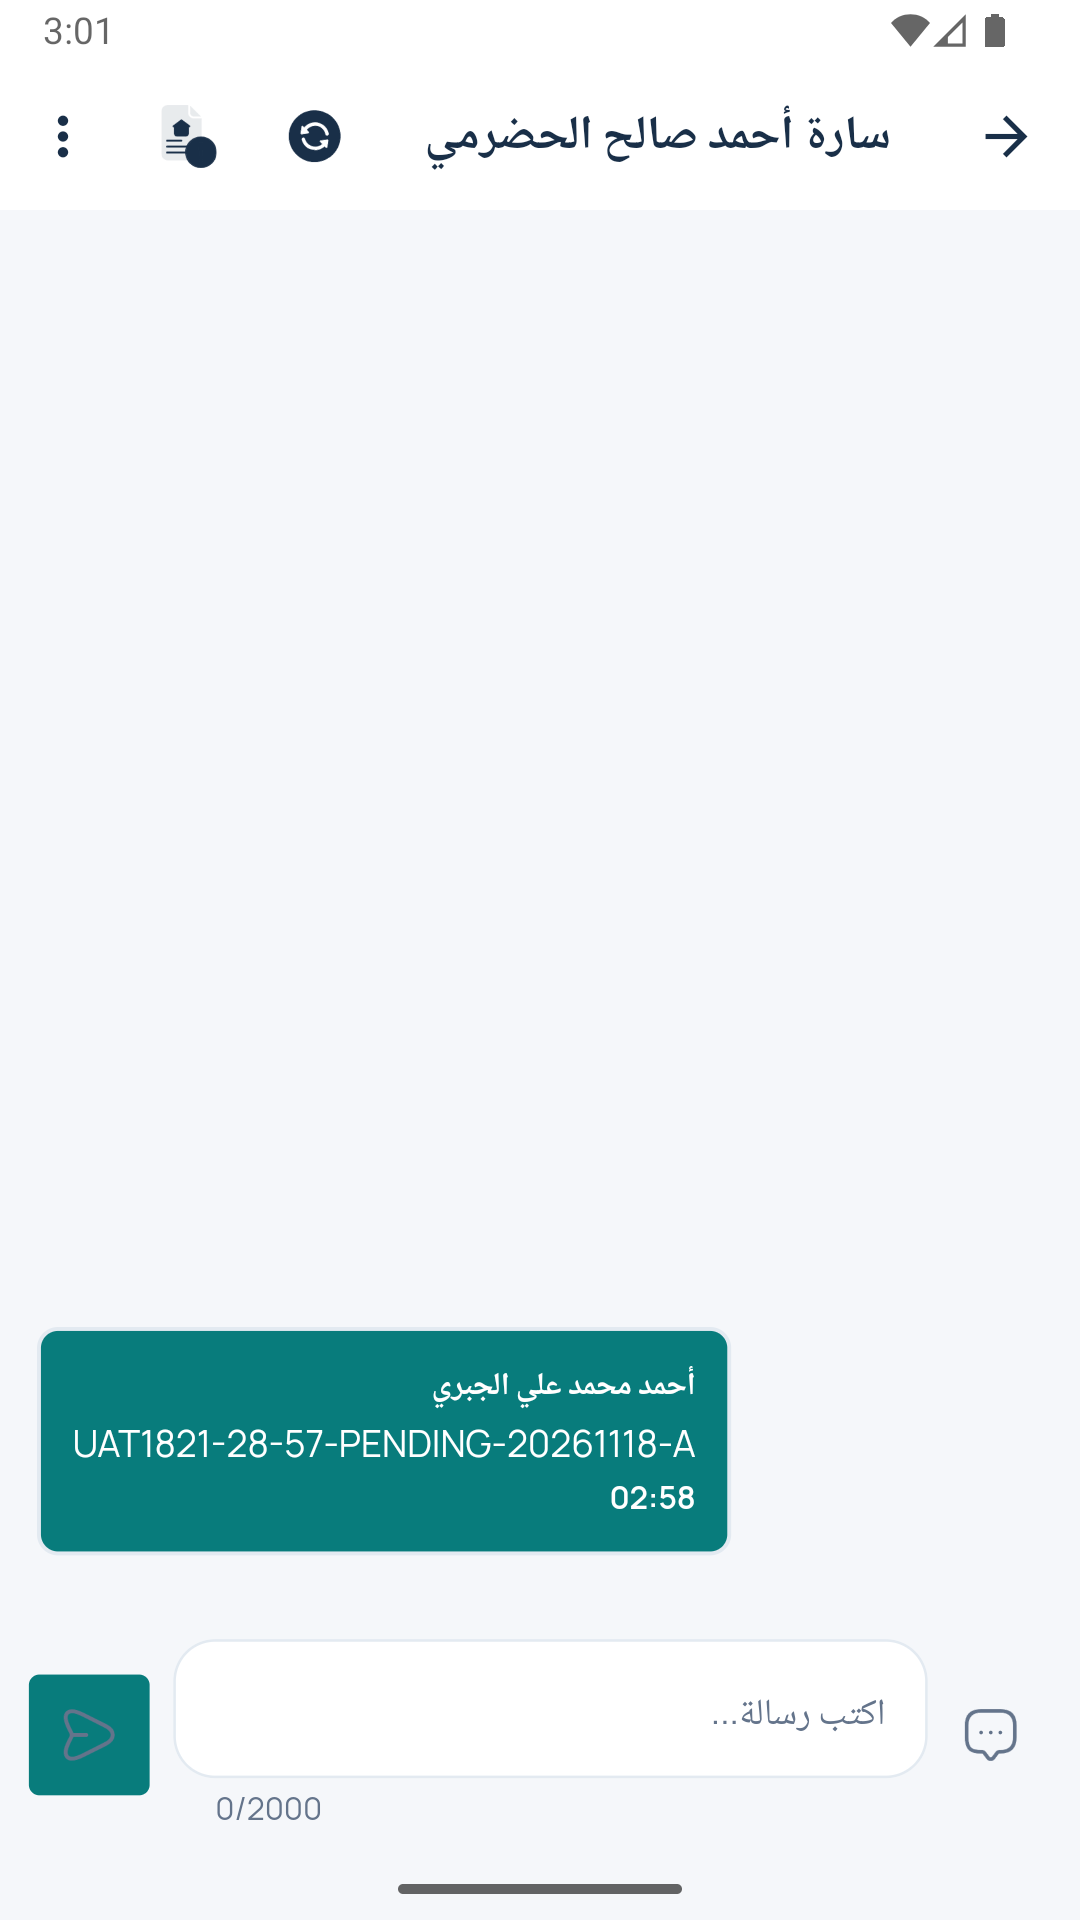 3:01
سارة أحمد صالح الحضرمي
أحمد محمد علي الجبري
UAT1821-28-57-PENDING-20261118-A
02:58
اكتب رسالة...
0/2000